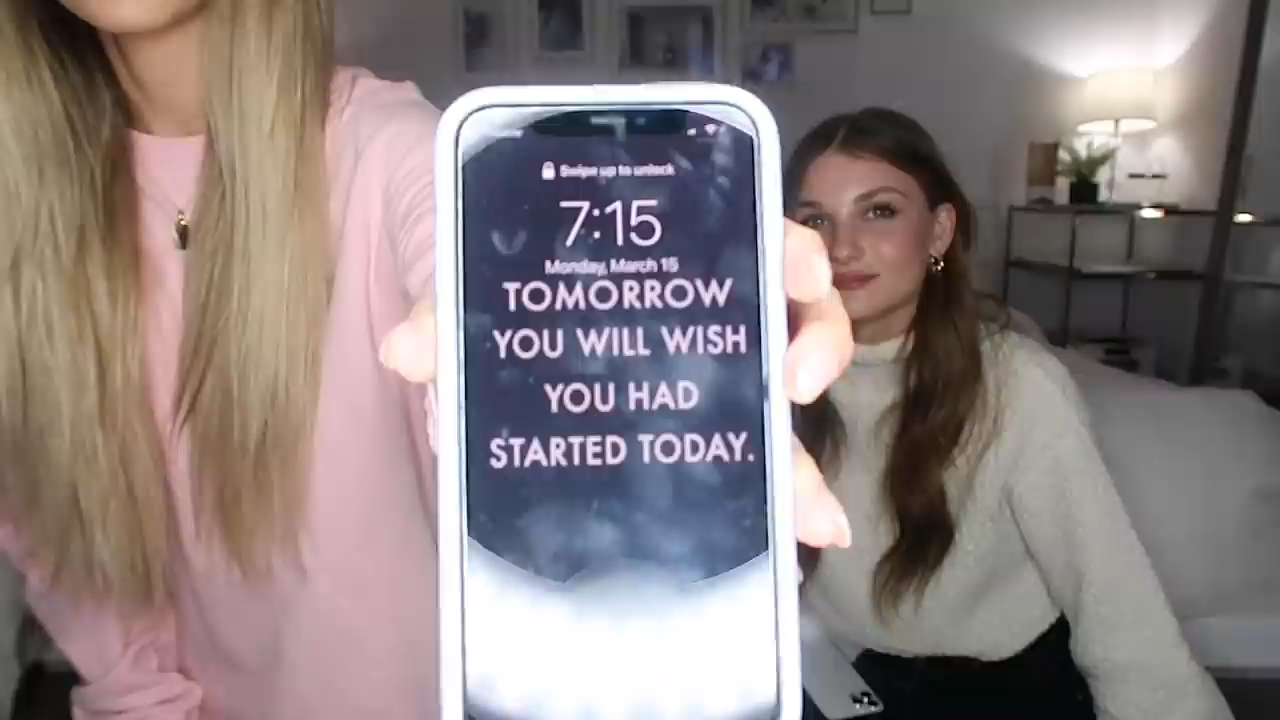 Swipe up to unlock
7:15
Monday, March 15
TOMORROW
YOU WILL WISH
YOU HAD
STARTED TODAY.